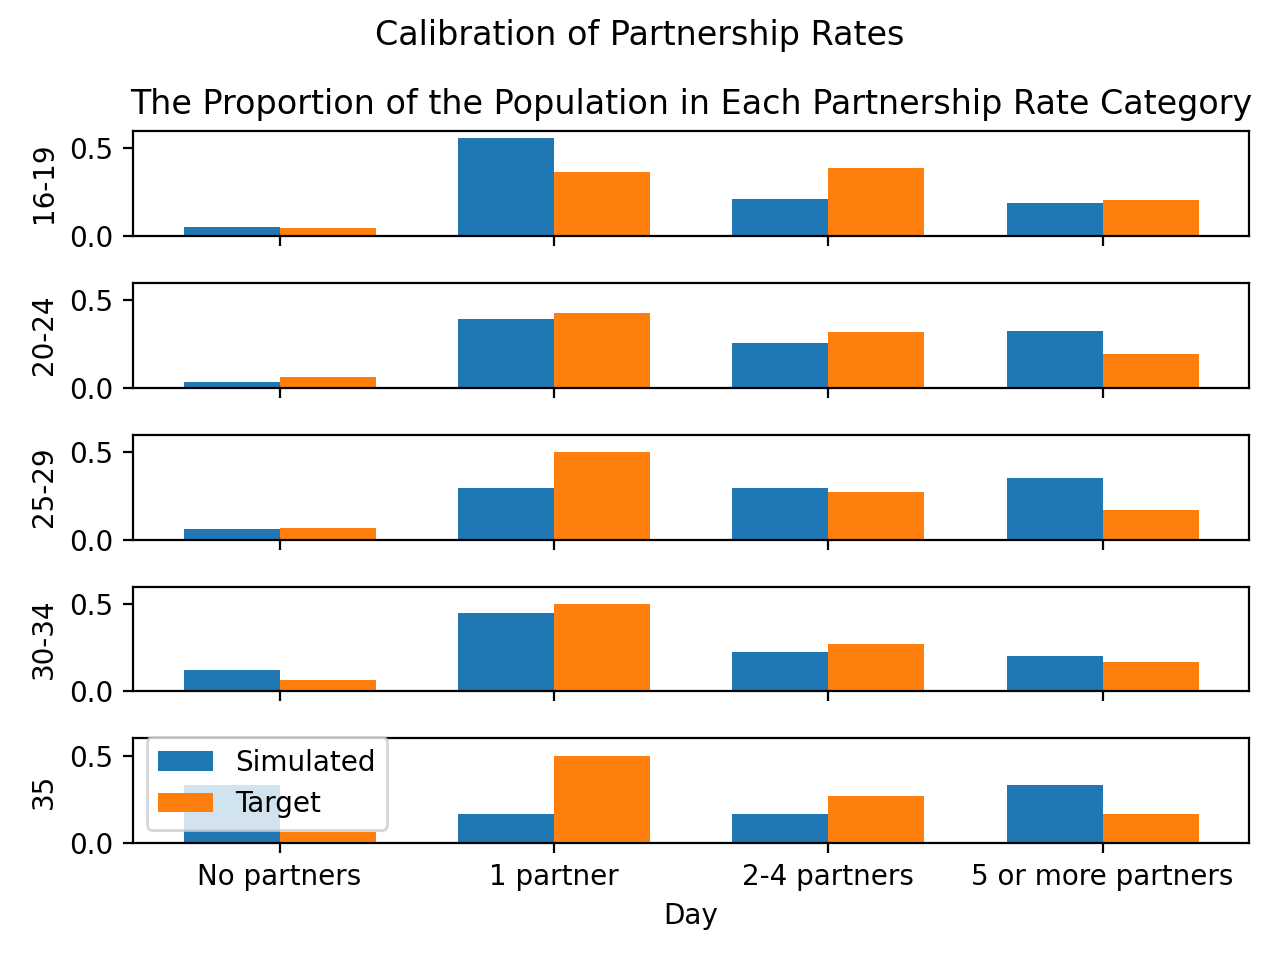 Calibration of Partnership Rates
The Proportion of the Population in Each Partnership Rate Category
16-19
0.5
0.0
20-24
0.5
0.0
25-29
0.5
0.0
30-34
0.5
0.0
35
0.5
0.0
Simulated
Target
No partners
1 partner
2-4 partners
5 or more partners
Day